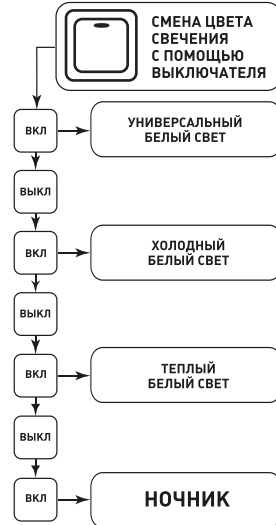 СМЕНА ЦВЕТА
СВЕЧЕНИЯ
С ПОМОЩЬЮ
ВЫКЛЮЧАТЕЛЯ
ВКЛ
УНИВЕРСАЛЬНЫЙ
БЕЛЫЙ СВЕТ
ВЫКЛ
ВКЛ
ХОЛОДНЫЙ
БЕЛЫЙ СВЕТ
ВЫКЛ
ВКЛ
ТЕПЛЫЙ
БЕЛЫЙ СВЕТ
ВЫКЛ
ВКЛ
НОЧНИК